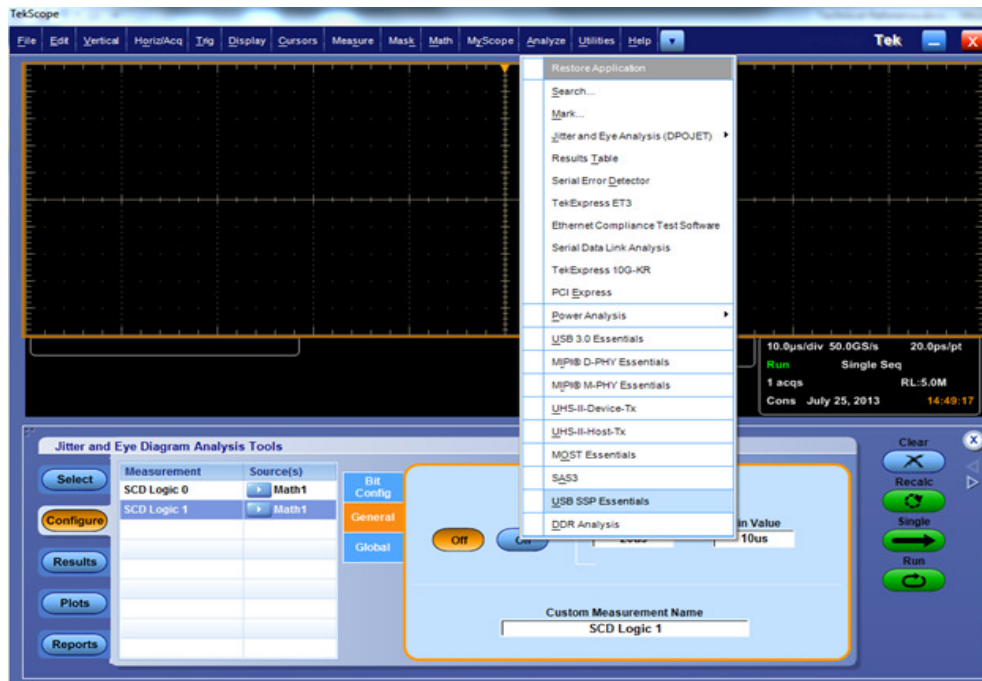 TekScope
File Edit Vertical Horiz/Acq Trig Display Cursors Measure Mask Math MyScope Analyze Utilities Help Tek X
Restore Application
Search...
Mark...
Jitter and Eye Analysis (DPOJET)
Results Table
Serial Error Detector
TekExpress ET3
Ethernet Compliance Test Software
Serial Data Link Analysis
TekExpress 10G-KR
PCI Express
Power Analysis
USB 3.0 Essentials
MIPI® D-PHY Essentials
MIPI® M-PHY Essentials
UHS-II-Device-Tx
UHS-II-Host-Tx
MOST Essentials
SAS3
USB SSP Essentials
DDR Analysis
10.0µs/div 50.0GS/s 20.0ps/pt
Run Single Seq
1 acqs RL:5.0M
Cons July 25, 2013 14:49:17
Jitter and Eye Diagram Analysis Tools
Select
Configure
Results
Plots
Reports
Measurement Source(s)
SCD Logic 0 Math1
SCD Logic 1 Math1
Bit Config
General
Global
Off
Value
10us
Custom Measurement Name
SCD Logic 1
Clear
Recalc
Single
Run